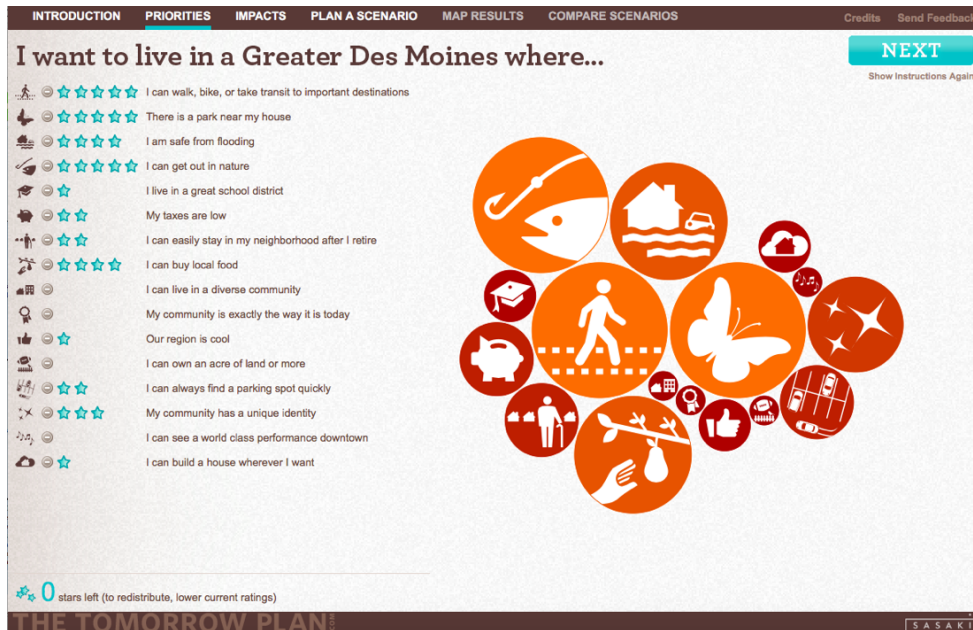 INTRODUCTION PRIORITIES IMPACTS PLAN A SCENARIO MAP RESULTS COMPARE SCENARIOS Credits Send Feedback
I want to live in a Greater Des Moines where...
NEXT
Show Instructions Again
I can walk, bike, or take transit to important destinations
There is a park near my house
I am safe from flooding
I can get out in nature
I live in a great school district
My taxes are low
I can easily stay in my neighborhood after I retire
I can buy local food
I can live in a diverse community
My community is exactly the way it is today
Our region is cool
I can own an acre of land or more
I can always find a parking spot quickly
My community has a unique identity
I can see a world class performance downtown
I can build a house wherever I want
0 stars left (to redistribute, lower current ratings)
THE TOMORROW PLAN
SASAKI